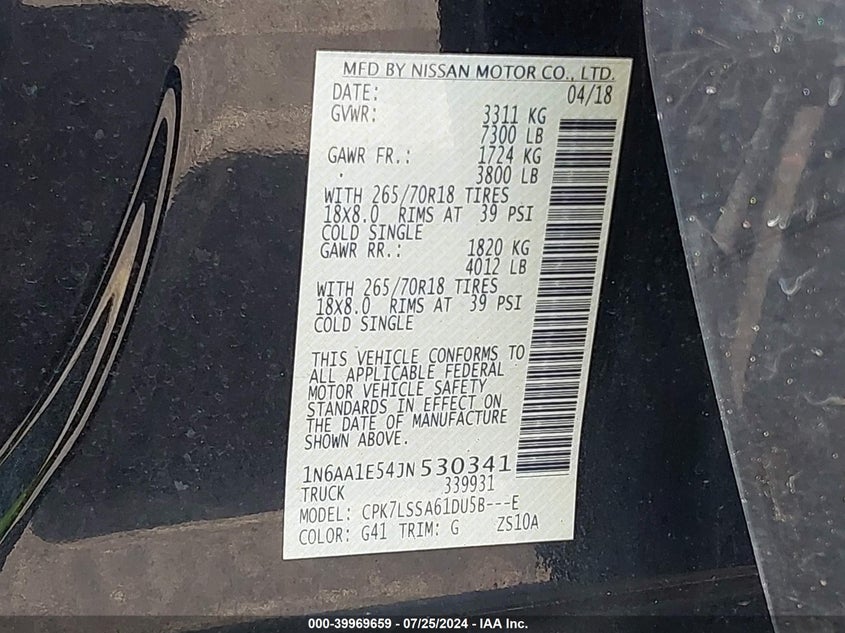 MFD BY NISSAN MOTOR CO., LTD.
DATE: 04/18
GVWR: 3311 KG
7300 LB
GAWR FR.: 1724 KG
3800 LB
WITH 265/70R18 TIRES
18X8.0 RIMS AT 39 PSI
COLD SINGLE
GAWR RR.: 1820 KG
4012 LB
WITH 265/70R18 TIRES
18X8.0 RIMS AT 39 PSI
COLD SINGLE
THIS VEHICLE CONFORMS TO
ALL APPLICABLE FEDERAL
MOTOR VEHICLE SAFETY
STANDARDS IN EFFECT ON
THE DATE OF MANUFACTURE
SHOWN ABOVE.
1N6AA1E54JN530341
TRUCK 339931
MODEL: CPK7LSSA61DU5B---E
COLOR: G41 TRIM: G ZS10A
000-39969659 / 07/25/2024 - IAA Inc.